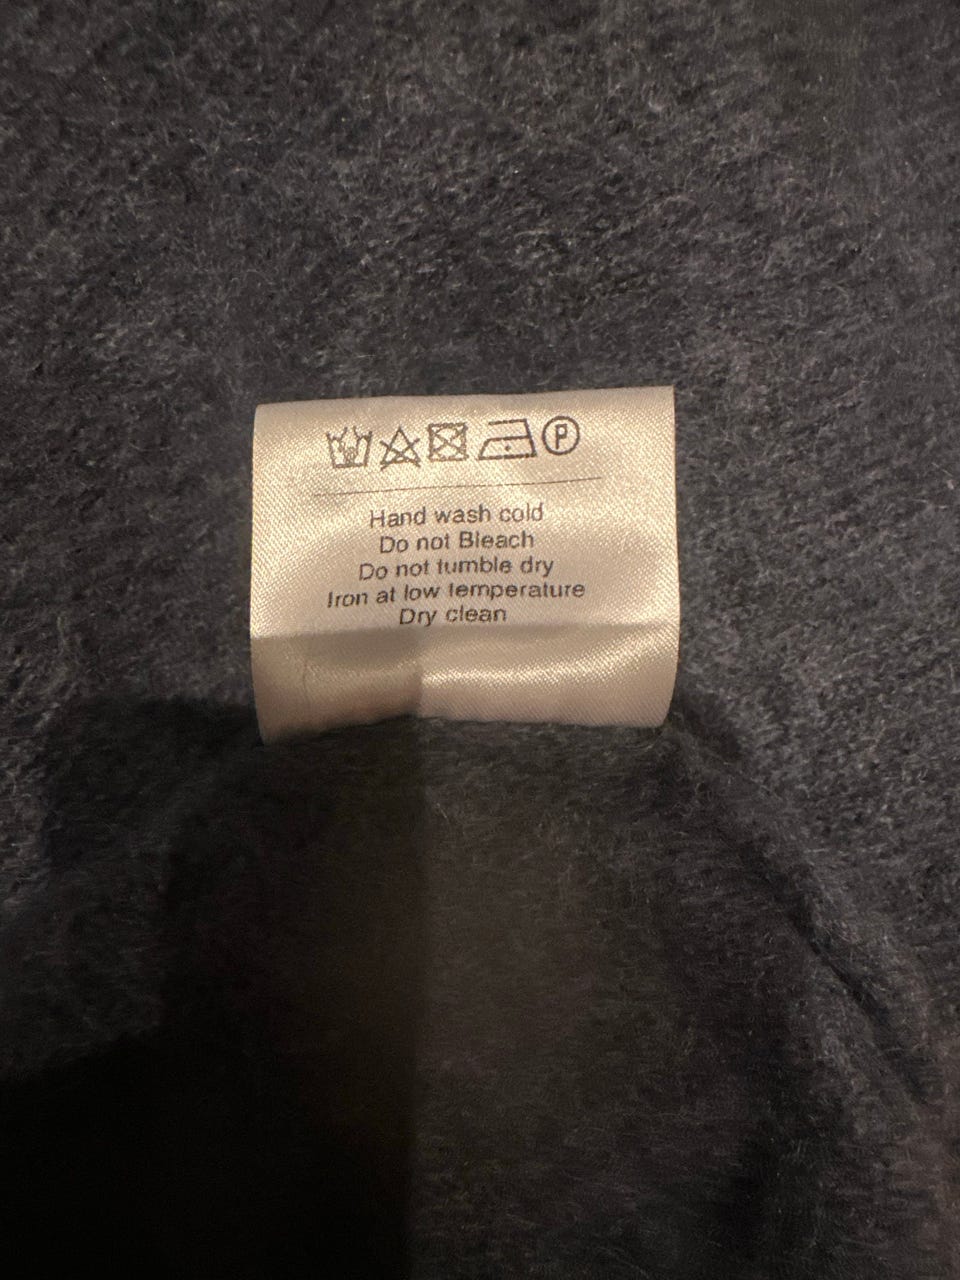 P
Hand wash cold
Do not Bleach
Do not tumble dry
Iron at low temperature
Dry clean